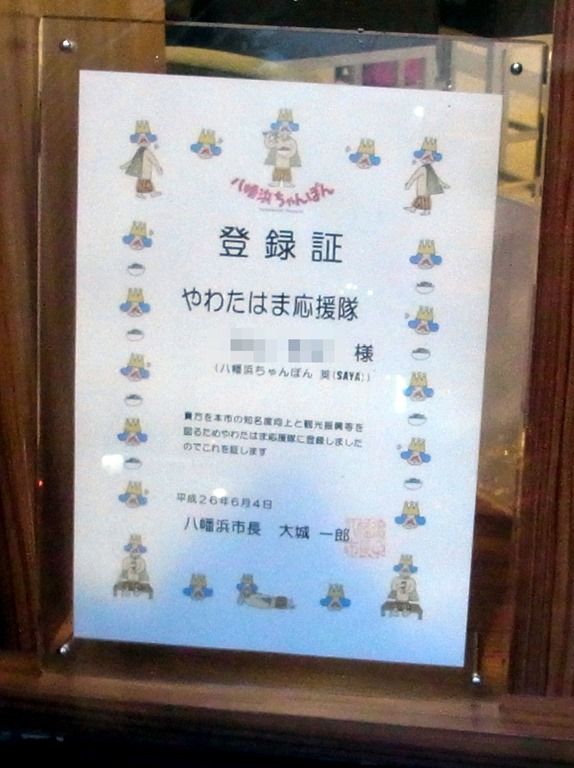 八幡浜ちゃんぽん
登録証
やわたはま応援隊
様
(八幡浜ちゃんぽん 英(SAYA))
貴方を本市の知名度向上と観光振興等を
図るためやわたはま応援隊に登録しました
のでこれを証します
平成26年6月4日
八幡浜市長 大城 一郎